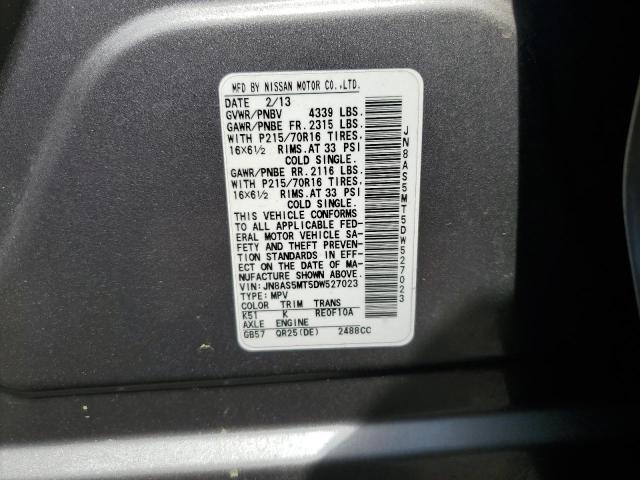 MFD BY NISSAN MOTOR CO.,LTD.
DATE 2/13
GVWR/PNBV 4339 LBS.
GAWR/PNBE FR. 2315 LBS.
WITH P215/70R16 TIRES,
16X6½ RIMS.AT 33 PSI
COLD SINGLE.
GAWR/PNBE RR. 2116 LBS.
WITH P215/70R16 TIRES,
16X6½ RIMS.AT 33 PSI
COLD SINGLE.
THIS VEHICLE CONFORMS
TO ALL APPLICABLE FED-
ERAL MOTOR VEHICLE SA-
FETY AND THEFT PREVEN-
TION STANDARDS IN EFF-
ECT ON THE DATE OF MA-
NUFACTURE SHOWN ABOVE.
VIN: JN8AS5MT5DW527023
TYPE: MPV
COLOR TRIM TRANS
K51 K RE0F10A
AXLE ENGINE
GB57 QR25(DE) 2488CC
JN8AS5MT5DW527023